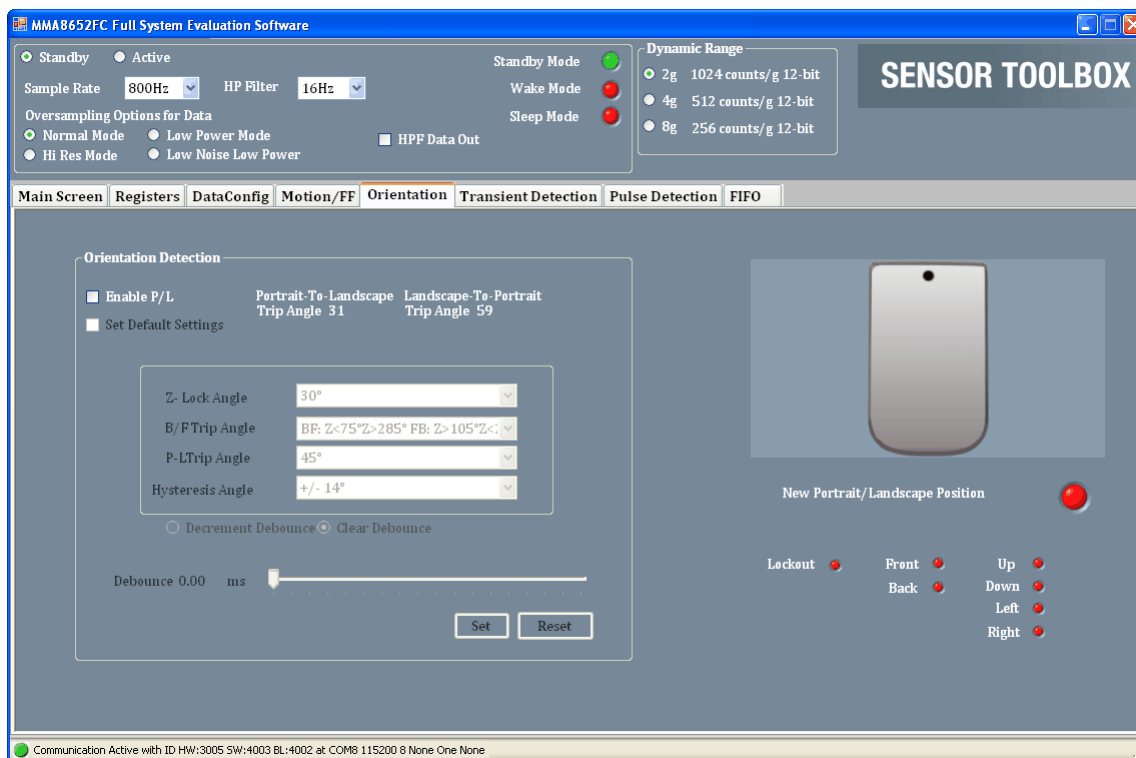 MMA8652FC Full System Evaluation Software
Standby Active
Sample Rate 800Hz HP Filter 16Hz
Oversampling Options for Data
Normal Mode Low Power Mode
Hi Res Mode Low Noise Low Power
HPF Data Out
Standby Mode
Wake Mode
Sleep Mode
Dynamic Range
2g 1024 counts/g 12-bit
4g 512 counts/g 12-bit
8g 256 counts/g 12-bit
SENSOR TOOLBOX
Main Screen Registers DataConfig Motion/FF Orientation Transient Detection Pulse Detection FIFO
Orientation Detection
Enable P/L
Set Default Settings
Portrait-To-Landscape
Trip Angle 31
Landscape-To-Portrait
Trip Angle 59
Z- Lock Angle 30°
B/F Trip Angle BF: Z<75°Z>285° FB: Z>105°Z<
P-LTrip Angle 45°
Hysteresis Angle +/- 14°
Decrement Debounce Clear Debounce
Debounce 0.00 ms
Set Reset
New Portrait/Landscape Position
Lockout Front Up
Back Down
Left
Right
Communication Active with ID HW:3005 SW:4003 BL:4002 at COM8 115200 8 None One None